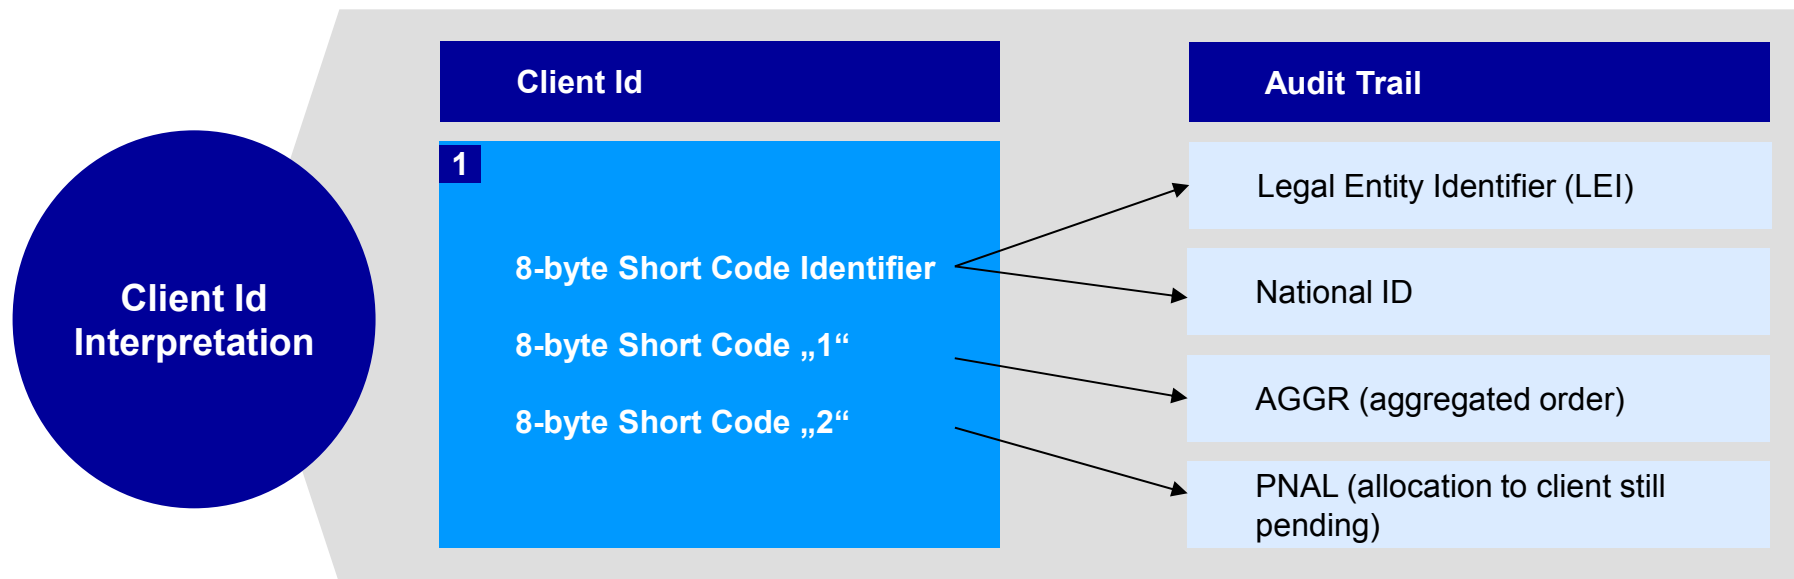 Client Id
Interpretation
Client Id
1
8-byte Short Code Identifier
8-byte Short Code „1“
8-byte Short Code „2“
Audit Trail
Legal Entity Identifier (LEI)
National ID
AGGR (aggregated order)
PNAL (allocation to client still
pending)